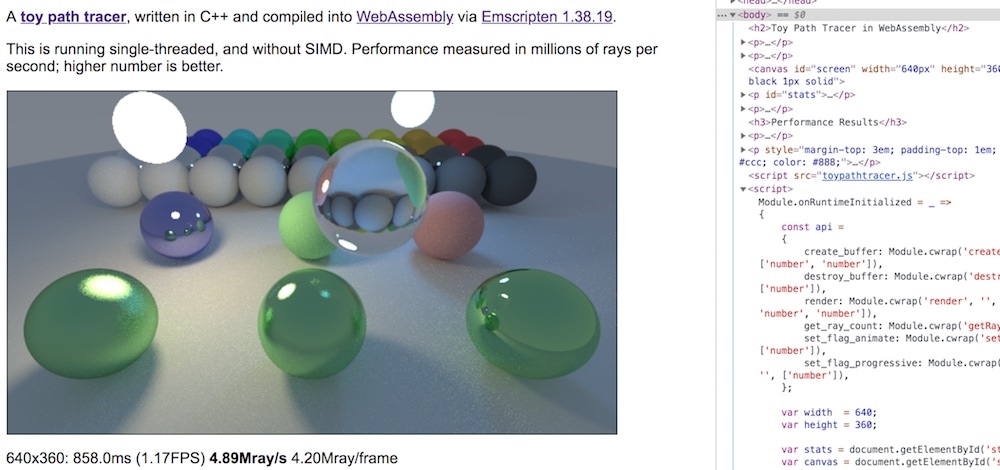 A toy path tracer, written in C++ and compiled into WebAssembly via Emscripten 1.38.19.
This is running single-threaded, and without SIMD. Performance measured in millions of rays per
second; higher number is better.
640x360: 858.0ms (1.17FPS) 4.89Mray/s 4.20Mray/frame
▶<head>…</head>
… ▼<body> == $0
<h2>Toy Path Tracer in WebAssembly</h2>
▶<p>…</p>
▶<p>…</p>
<canvas id="screen" width="640px" height="360
black 1px solid">
▶<p id="stats">…</p>
▶<p>…</p>
<h3>Performance Results</h3>
▶<p>…</p>
▶<p style="margin-top: 3em; padding-top: 1em;
#ccc; color: #888;">…</p>
<script src="toypathtracer.js"></script>
▼<script>
Module.onRuntimeInitialized = _ =>
{
const api =
{
create_buffer: Module.cwrap('create
['number', 'number']),
destroy_buffer: Module.cwrap('dest
['number']),
render: Module.cwrap('render', '',
'number', 'number']),
get_ray_count: Module.cwrap('getRay
set_flag_animate: Module.cwrap('set
['number']),
set_flag_progressive: Module.cwrap(
'', ['number']),
};
var width = 640;
var height = 360;
var stats = document.getElementById('st
var canvas = document.getElementById('s